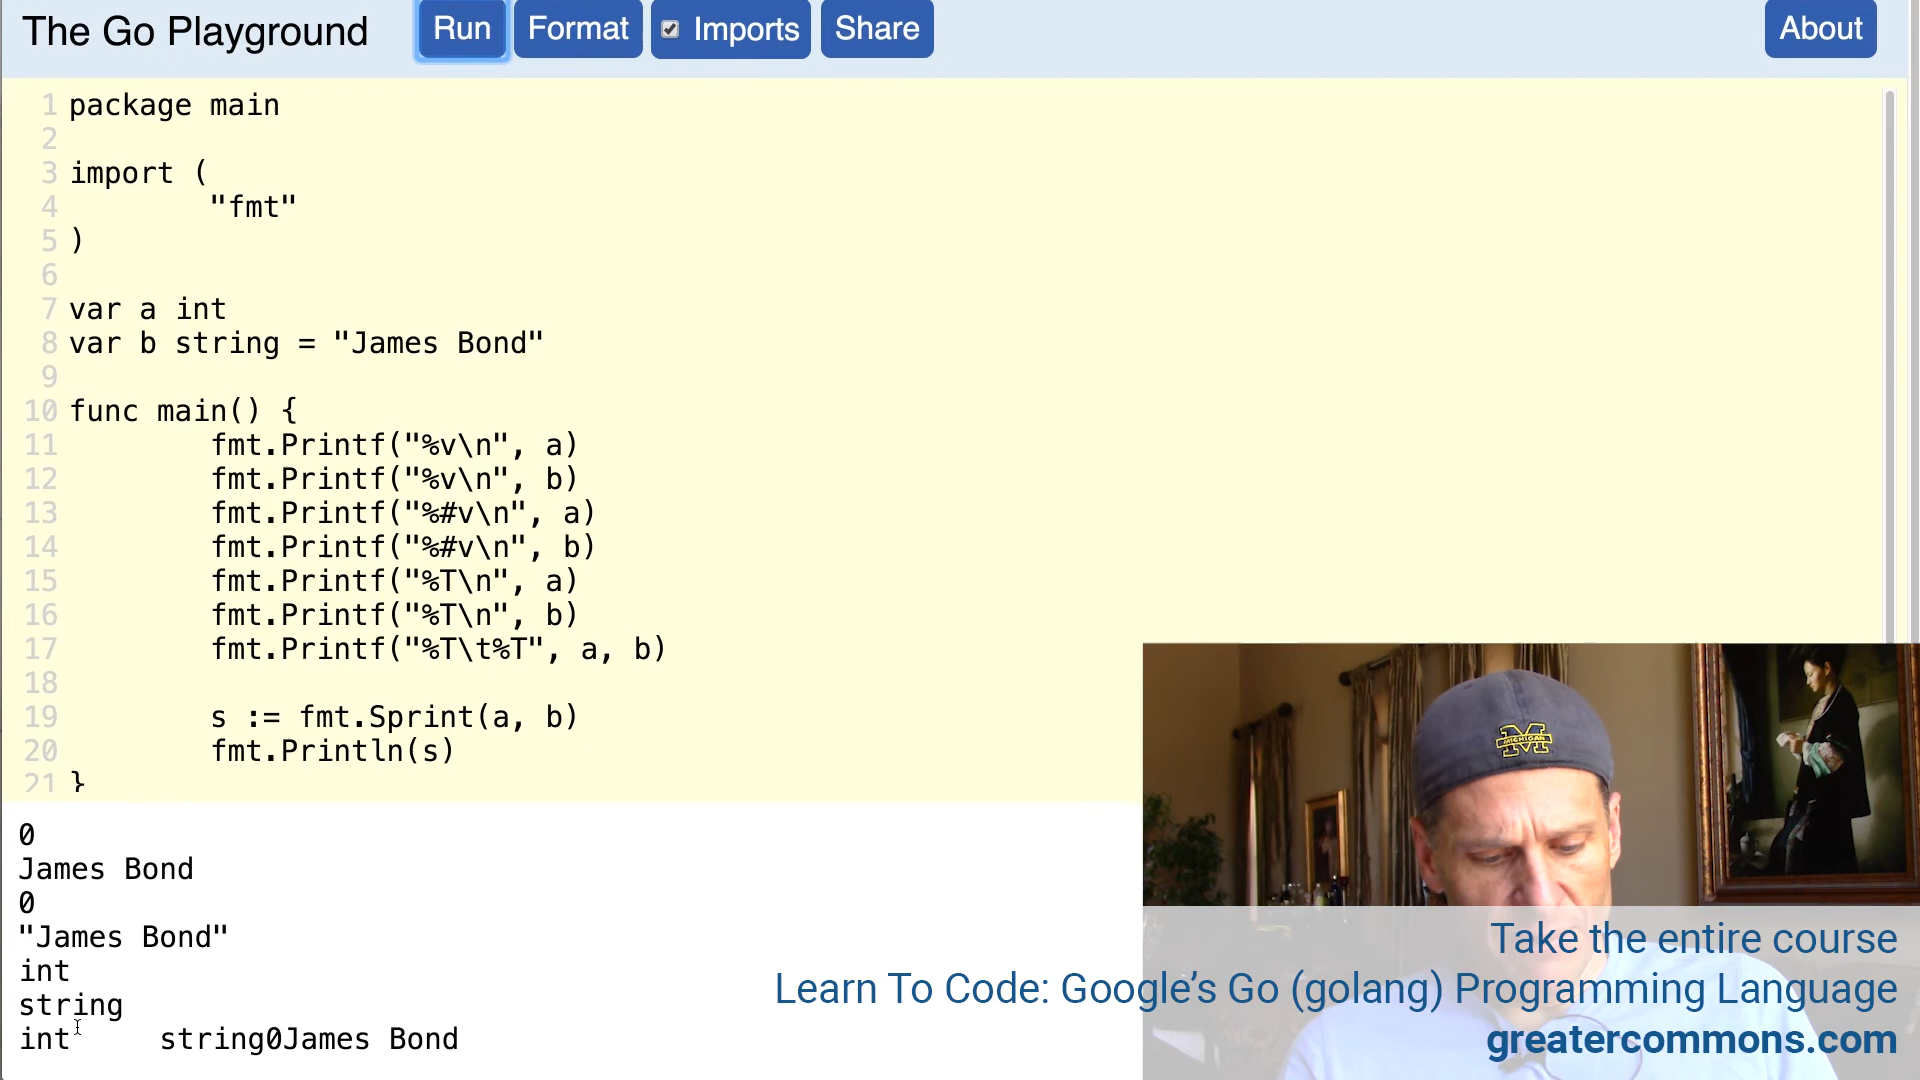 The Go Playground Run Format Imports Share About
1 package main
2
3 import (
4 "fmt"
5 )
6
7 var a int
8 var b string = "James Bond"
9
10 func main() {
11 fmt.Printf("%v\n", a)
12 fmt.Printf("%v\n", b)
13 fmt.Printf("%#v\n", a)
14 fmt.Printf("%#v\n", b)
15 fmt.Printf("%T\n", a)
16 fmt.Printf("%T\n", b)
17 fmt.Printf("%T\t%T", a, b)
18
19 s := fmt.Sprint(a, b)
20 fmt.Println(s)
21 }
0
James Bond
0
"James Bond"
int
string
int string0James Bond
M
MICHIGAN
Take the entire course
Learn To Code: Google’s Go (golang) Programming Language
greatercommons.com